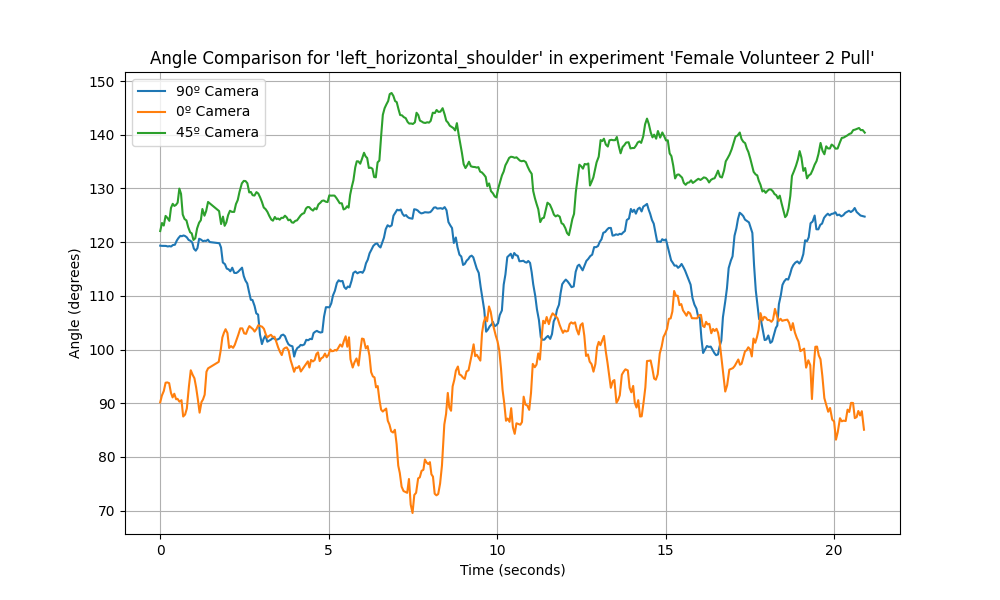 Angle Comparison for 'left_horizontal_shoulder' in experiment 'Female Volunteer 2 Pull'
90º Camera
0º Camera
45º Camera
150
140
130
120
110
100
90
80
70
Angle (degrees)
0 5 10 15 20
Time (seconds)